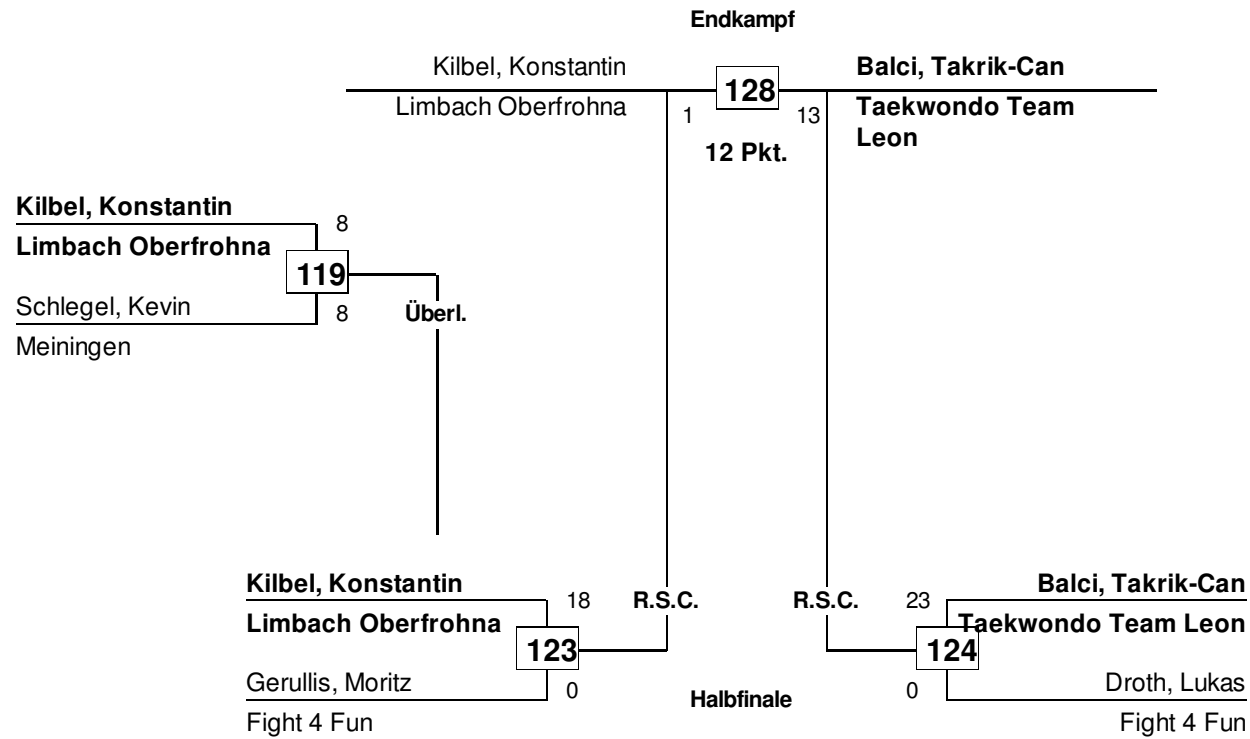 Endkampf
Kilbel, Konstantin
Limbach Oberfrohna
1
128
13
12 Pkt.
Balci, Takrik-Can
Taekwondo Team
Leon
Kilbel, Konstantin
8
Limbach Oberfrohna
119
Schlegel, Kevin
8
Überl.
Meiningen
Kilbel, Konstantin
18
R.S.C.
Limbach Oberfrohna
123
Gerullis, Moritz
0
Fight 4 Fun
Halbfinale
R.S.C.
23
Balci, Takrik-Can
Taekwondo Team Leon
124
0
Droth, Lukas
Fight 4 Fun